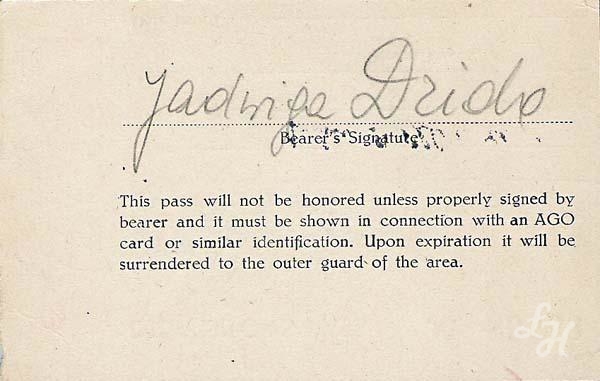 Jadwiga Dzido
Bearer's Signature
This pass will not be honored unless properly signed by
bearer and it must be shown in connection with an AGO
card or similar identification. Upon expiration it will be
surrendered to the outer guard of the area.
LH